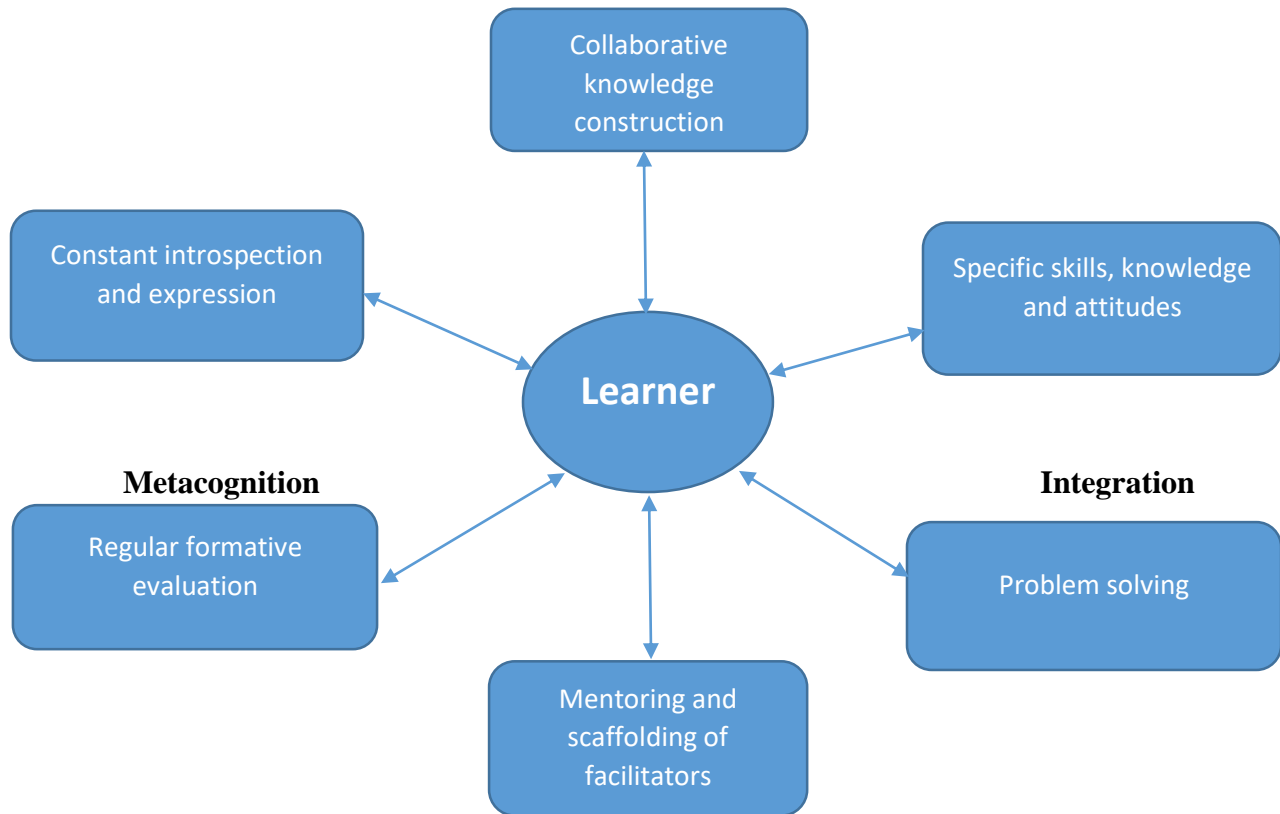 Collaborative
knowledge
construction
Constant introspection
and expression
Specific skills, knowledge
and attitudes
Learner
Metacognition
Integration
Regular formative
evaluation
Problem solving
Mentoring and
scaffolding of
facilitators